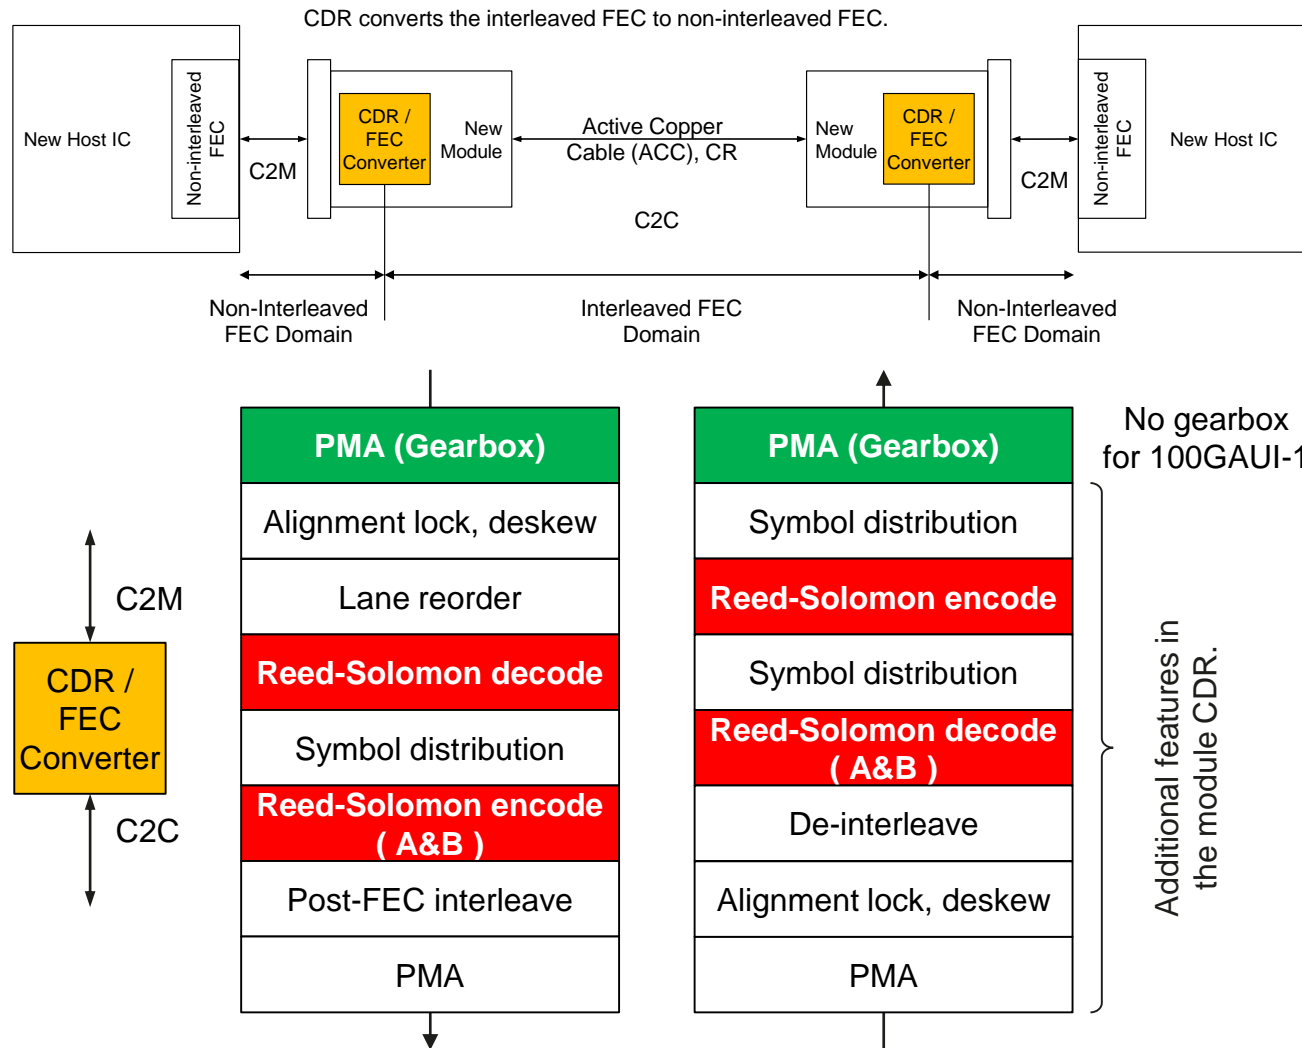 CDR converts the interleaved FEC to non-interleaved FEC.
New Host IC
Non-interleaved
FEC
C2M
CDR /
FEC
Converter
New
Module
Active Copper
Cable (ACC), CR
C2C
New
Module
CDR /
FEC
Converter
C2M
Non-interleaved
FEC
New Host IC
Non-Interleaved
FEC Domain
Interleaved FEC
Domain
Non-Interleaved
FEC Domain
C2M
CDR /
FEC
Converter
C2C
PMA (Gearbox)
Alignment lock, deskew
Lane reorder
Reed-Solomon decode
Symbol distribution
Reed-Solomon encode
( A&B )
Post-FEC interleave
PMA
PMA (Gearbox)
Symbol distribution
Reed-Solomon encode
Symbol distribution
Reed-Solomon decode
( A&B )
De-interleave
Alignment lock, deskew
PMA
No gearbox
for 100GAUI-1
Additional features in
the module CDR.